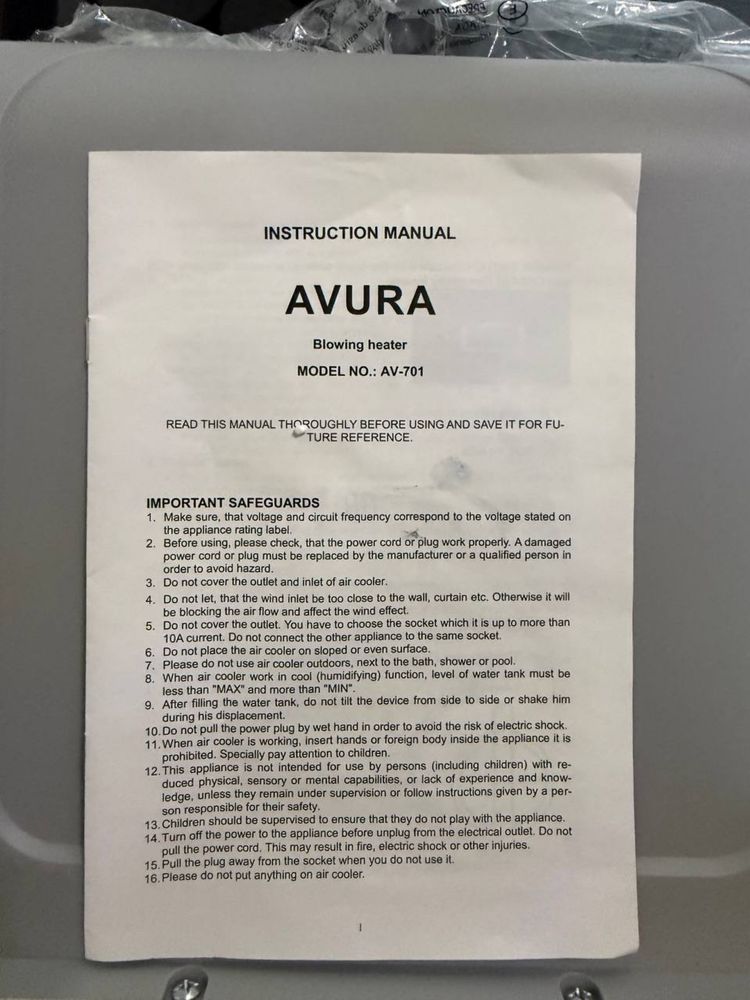 INSTRUCTION MANUAL
AVURA
Blowing heater
MODEL NO.: AV-701
READ THIS MANUAL THOROUGHLY BEFORE USING AND SAVE IT FOR FU-
TURE REFERENCE.
IMPORTANT SAFEGUARDS
1. Make sure, that voltage and circuit frequency correspond to the voltage stated on
the appliance rating label.
2. Before using, please check, that the power cord or plug work properly. A damaged
power cord or plug must be replaced by the manufacturer or a qualified person in
order to avoid hazard.
3. Do not cover the outlet and inlet of air cooler.
4. Do not let, that the wind inlet be too close to the wall, curtain etc. Otherwise it will
be blocking the air flow and affect the wind effect.
5. Do not cover the outlet. You have to choose the socket which it is up to more than
10A current. Do not connect the other appliance to the same socket.
6. Do not place the air cooler on sloped or even surface.
7. Please do not use air cooler outdoors, next to the bath, shower or pool.
8. When air cooler work in cool (humidifying) function, level of water tank must be
less than "MAX" and more than "MIN".
9. After filling the water tank, do not tilt the device from side to side or shake him
during his displacement.
10. Do not pull the power plug by wet hand in order to avoid the risk of electric shock.
11. When air cooler is working, insert hands or foreign body inside the appliance it is
prohibited. Specially pay attention to children.
12. This appliance is not intended for use by persons (including children) with re-
duced physical, sensory or mental capabilities, or lack of experience and know-
ledge, unless they remain under supervision or follow instructions given by a per-
son responsible for their safety.
13. Children should be supervised to ensure that they do not play with the appliance.
14. Turn off the power to the appliance before unplug from the electrical outlet. Do not
pull the power cord. This may result in fire, electric shock or other injuries.
15. Pull the plug away from the socket when you do not use it.
16. Please do not put anything on air cooler.
1